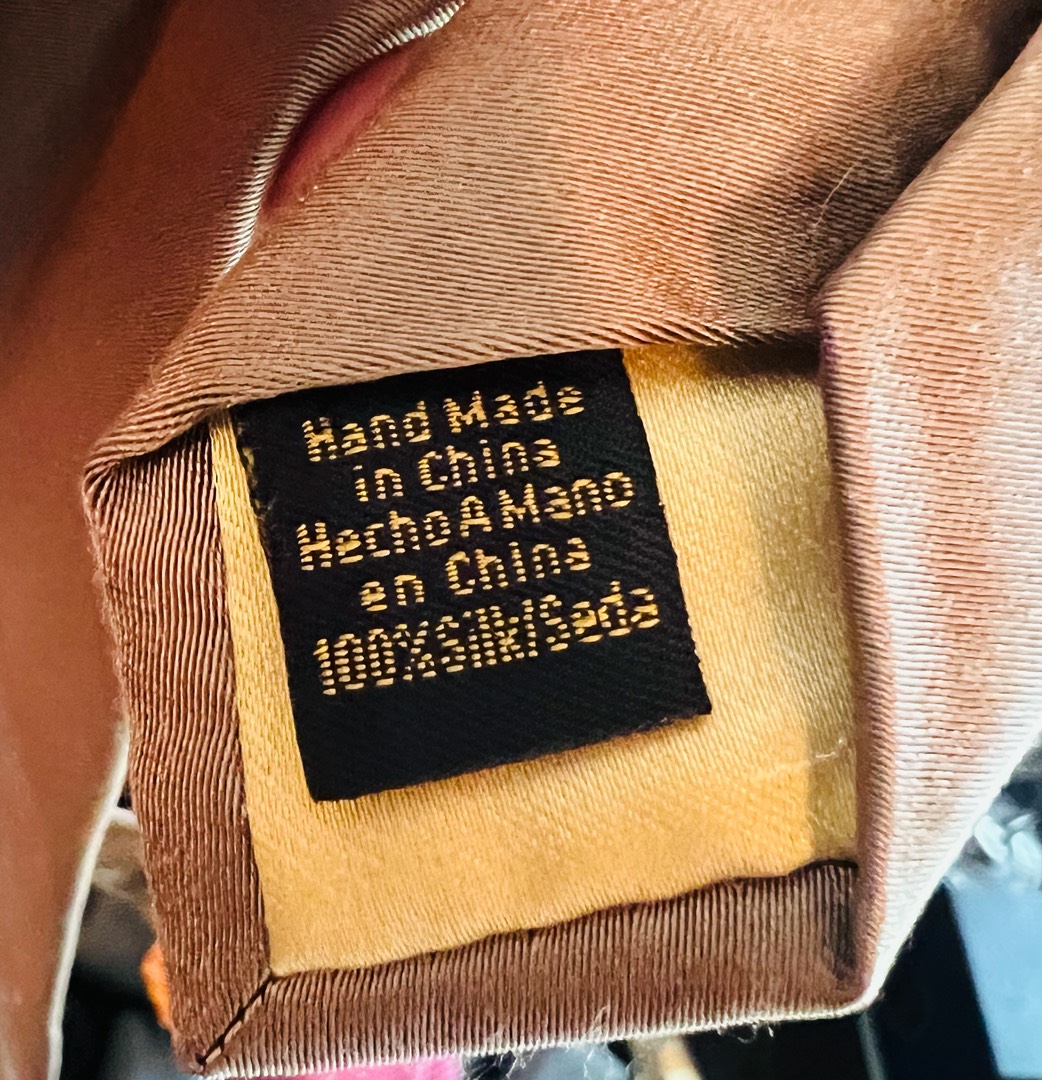 Hand Made
in China
Hecho A Mano
en China
100% Silk/Seda